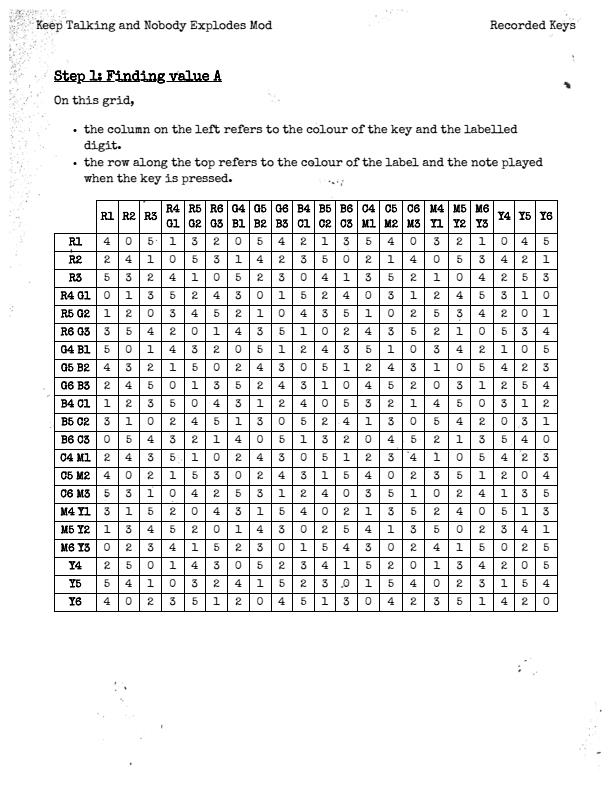 Keep Talking and Nobody Explodes Mod Recorded Keys
Step 1: Finding value A
On this grid,
• the column on the left refers to the colour of the key and the labelled
digit.
• the row along the top refers to the colour of the label and the note played
when the key is pressed.
R1 R2 R3 R4 R5 R6 G4 G5 G6 B4 B5 B6 C4 C5 C6 M4 M5 M6 Y4 Y5 Y6
G1 G2 G3 B1 B2 B3 C1 C2 C3 M1 M2 M3 Y1 Y2 Y3
R1 4 0 5 1 3 2 0 5 4 2 1 3 5 4 0 3 2 1 0 4 5
R2 2 4 1 0 5 3 1 4 2 3 5 0 2 1 4 0 5 3 4 2 1
R3 5 3 2 4 1 0 5 2 3 0 4 1 3 5 2 1 0 4 2 5 3
R4 G1 0 1 3 5 2 4 3 0 1 5 2 4 0 3 1 2 4 5 3 1 0
R5 G2 1 2 0 3 4 5 2 1 0 4 3 5 1 0 2 5 3 4 2 0 1
R6 G3 3 5 4 2 0 1 4 3 5 1 0 2 4 3 5 2 1 0 5 3 4
G4 B1 5 0 1 4 3 2 0 5 1 2 4 3 5 1 0 3 4 2 1 0 5
G5 B2 4 3 2 1 5 0 2 4 3 0 5 1 2 4 3 1 0 5 4 2 3
G6 B3 2 4 5 0 1 3 5 2 4 3 1 0 4 5 2 0 3 1 2 5 4
B4 C1 1 2 3 5 0 4 3 1 2 4 0 5 3 2 1 4 5 0 3 1 2
B5 C2 3 1 0 2 4 5 1 3 0 5 2 4 1 3 0 5 4 2 0 3 1
B6 C3 0 5 4 3 2 1 4 0 5 1 3 2 0 4 5 2 1 3 5 4 0
C4 M1 2 4 3 5 1 0 2 4 3 0 5 1 2 3 4 1 0 5 4 2 3
C5 M2 4 0 2 1 5 3 0 2 4 3 1 5 4 0 2 3 5 1 2 0 4
C6 M3 5 3 1 0 4 2 5 3 1 2 4 0 3 5 1 0 2 4 1 3 5
M4 Y1 3 1 5 2 0 4 3 1 5 4 0 2 1 3 5 2 4 0 5 1 3
M5 Y2 1 3 4 5 2 0 1 4 3 0 2 5 4 1 3 5 0 2 3 4 1
M6 Y3 0 2 3 4 1 5 2 3 0 1 5 4 3 0 2 4 1 5 0 2 5
Y4 2 5 0 1 4 3 0 5 2 3 4 1 5 2 0 1 3 4 2 0 5
Y5 5 4 1 0 3 2 4 1 5 2 3 0 1 5 4 0 2 3 1 5 4
Y6 4 0 2 3 5 1 2 0 4 5 1 3 0 4 2 3 5 1 4 2 0